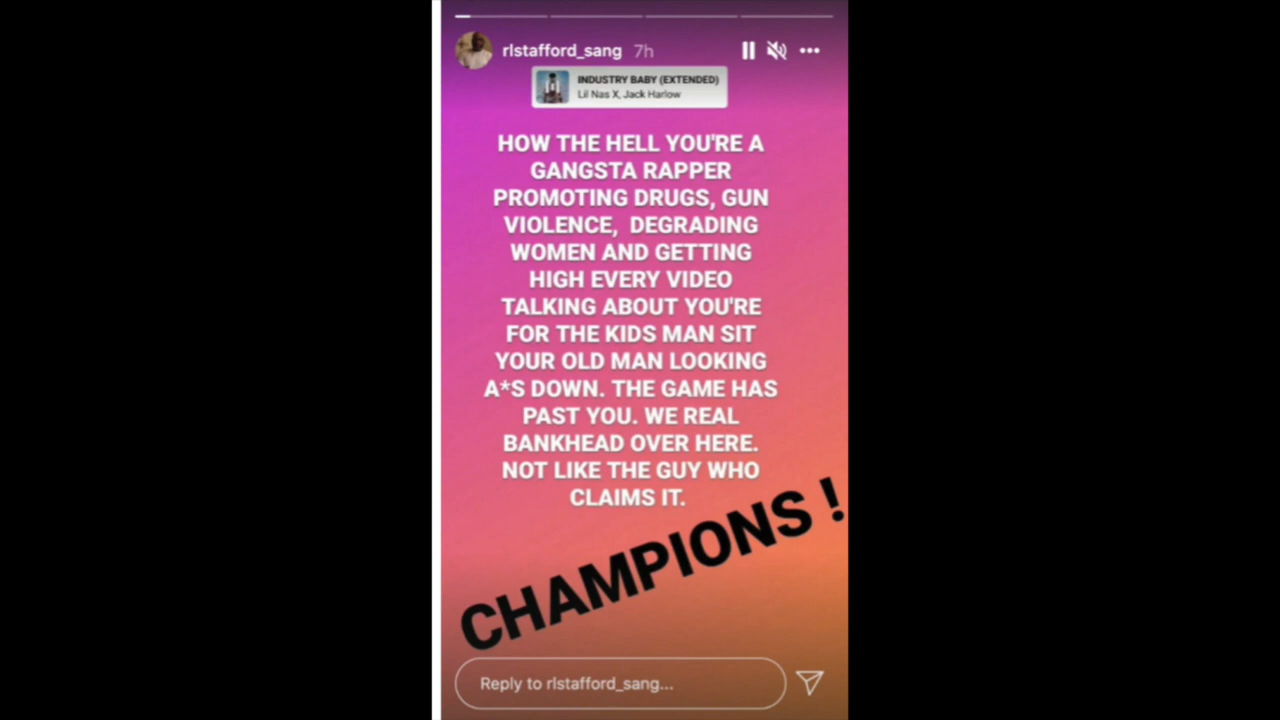 rlstafford_sang 7h
INDUSTRY BABY (EXTENDED)
Lil Nas X, Jack Harlow
HOW THE HELL YOU'RE A
GANGSTA RAPPER
PROMOTING DRUGS, GUN
VIOLENCE, DEGRADING
WOMEN AND GETTING
HIGH EVERY VIDEO
TALKING ABOUT YOU'RE
FOR THE KIDS MAN SIT
YOUR OLD MAN LOOKING
A*S DOWN. THE GAME HAS
PAST YOU. WE REAL
BANKHEAD OVER HERE.
NOT LIKE THE GUY WHO
CLAIMS IT.
CHAMPIONS !
Reply to rlstafford_sang...